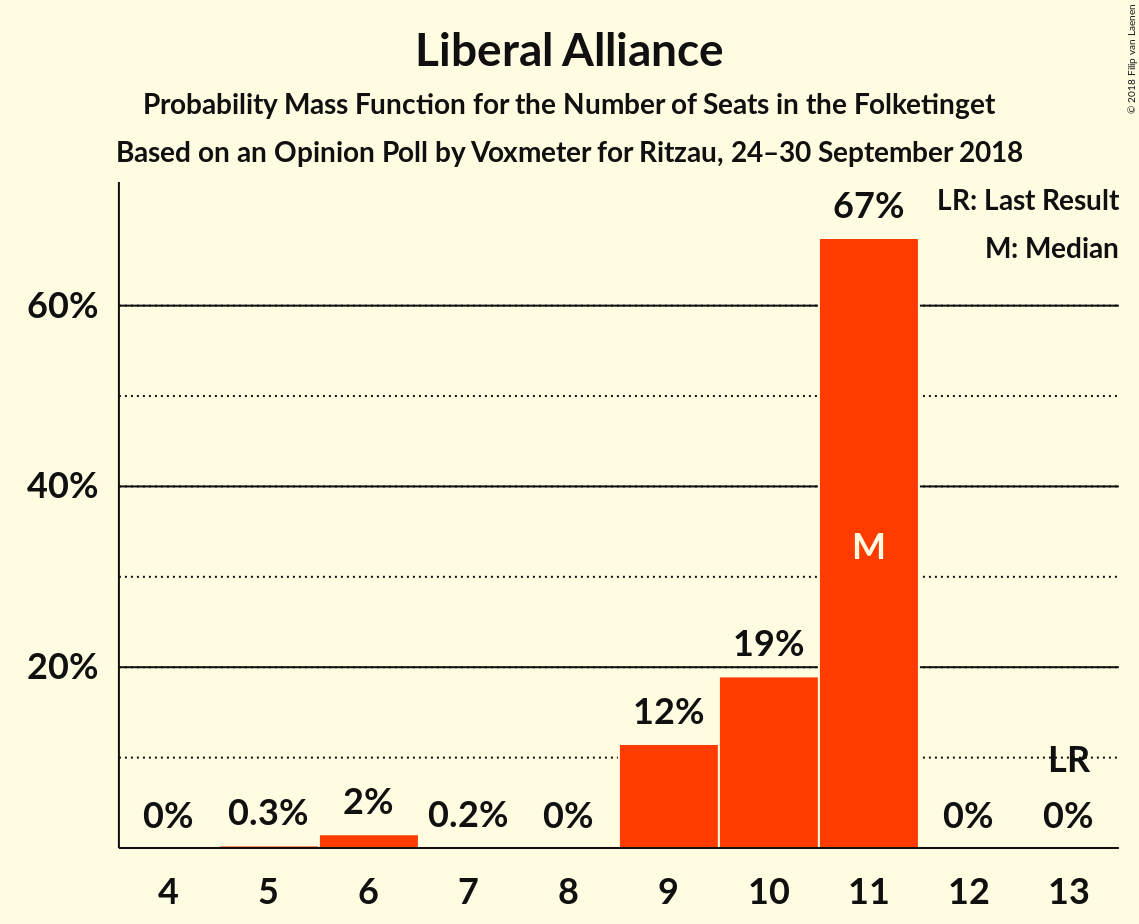 Liberal Alliance
Probability Mass Function for the Number of Seats in the Folketinget
Based on an Opinion Poll by Voxmeter for Ritzau, 24–30 September 2018
© 2018 Filip van Laenen
LR: Last Result
M: Median
60%
40%
20%
0%
0.3%
2%
0.2%
0%
12%
19%
67%
M
0%
LR
0%
4
5
6
7
8
9
10
11
12
13